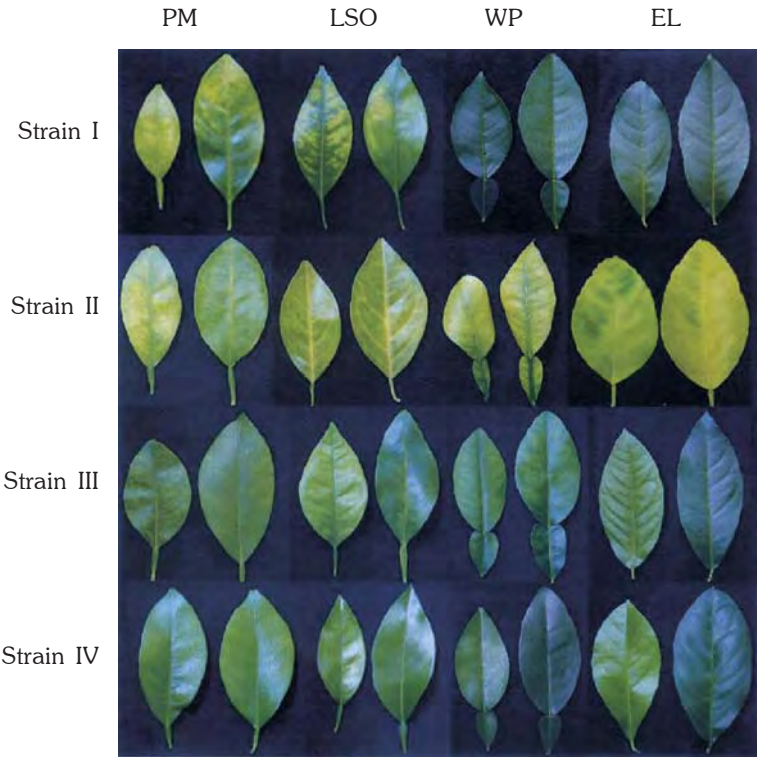 PM LSO WP EL
Strain I
Strain II
Strain III
Strain IV